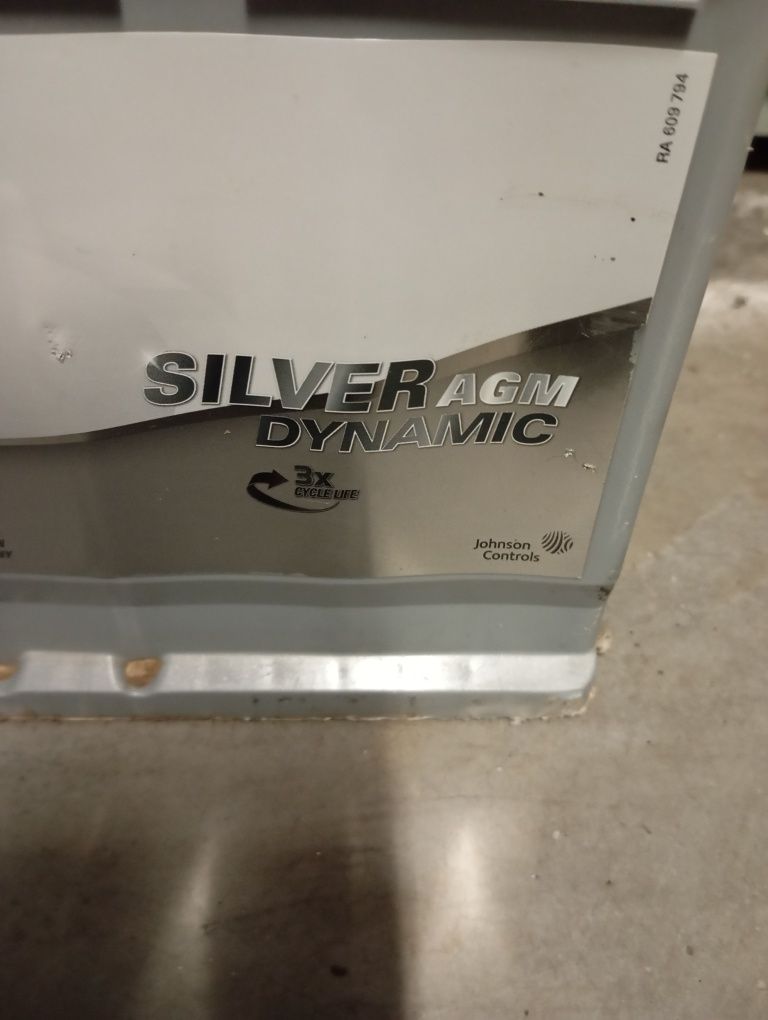 RA 609 794
SILVER AGM
DYNAMIC
3x
CYCLE LIFE
Johnson
Controls